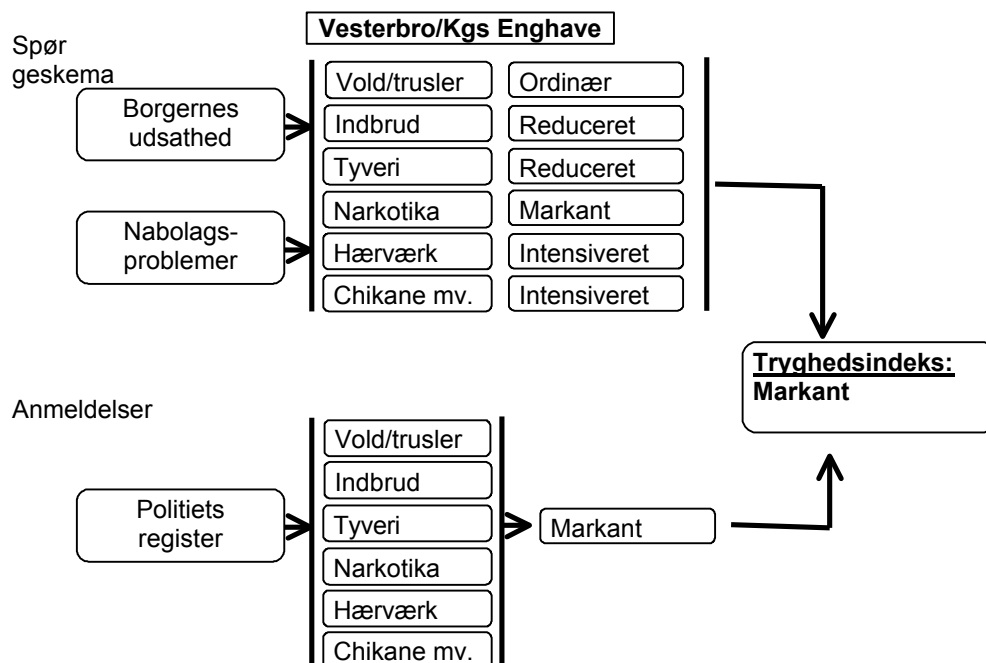 Vesterbro/Kgs Enghave
Spør
geskema
Borgernes
udsathed
Nabolags-
problemer
Vold/trusler
Ordinær
Indbrud
Reduceret
Tyveri
Reduceret
Narkotika
Markant
Hærværk
Intensiveret
Chikane mv.
Intensiveret
Tryghedsindeks:
Markant
Anmeldelser
Politiets
register
Vold/trusler
Indbrud
Tyveri
Narkotika
Hærværk
Chikane mv.
Markant